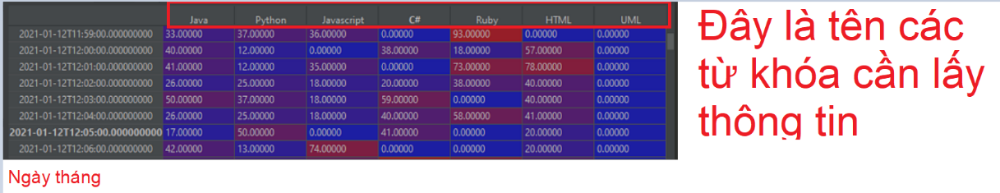 Java Python Javascript C# Ruby HTML UML
2021-01-12T11:59:00.000000000 33.00000 37.00000 36.00000 0.00000 93.00000 0.00000 0.00000
2021-01-12T12:00:00.000000000 40.00000 12.00000 0.00000 38.00000 18.00000 57.00000 0.00000
2021-01-12T12:01:00.000000000 41.00000 12.00000 35.00000 0.00000 73.00000 78.00000 0.00000
2021-01-12T12:02:00.000000000 26.00000 25.00000 18.00000 20.00000 38.00000 40.00000 0.00000
2021-01-12T12:03:00.000000000 50.00000 37.00000 18.00000 59.00000 0.00000 40.00000 0.00000
2021-01-12T12:04:00.000000000 26.00000 25.00000 18.00000 40.00000 58.00000 41.00000 0.00000
2021-01-12T12:05:00.000000000 17.00000 50.00000 0.00000 41.00000 0.00000 20.00000 0.00000
2021-01-12T12:06:00.000000000 42.00000 13.00000 74.00000 0.00000 0.00000 20.00000 0.00000
Đây là tên các
từ khóa cần lấy
thông tin
Ngày tháng